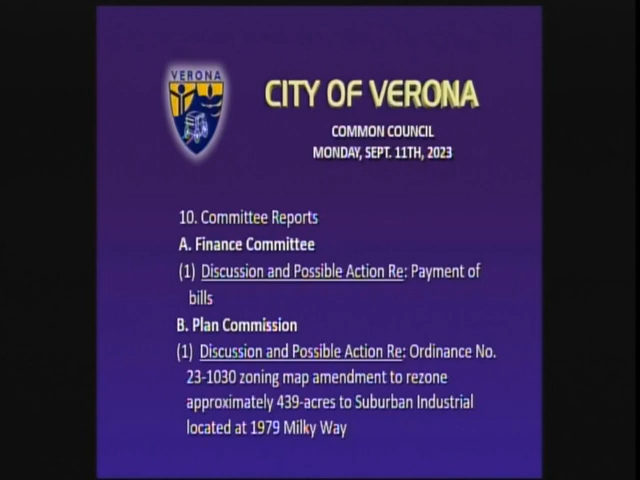 VERONA
CITY OF VERONA
COMMON COUNCIL
MONDAY, SEPT. 11TH, 2023
10. Committee Reports
A. Finance Committee
(1) Discussion and Possible Action Re: Payment of
bills
B. Plan Commission
(1) Discussion and Possible Action Re: Ordinance No.
23-1030 zoning map amendment to rezone
approximately 439-acres to Suburban Industrial
located at 1979 Milky Way